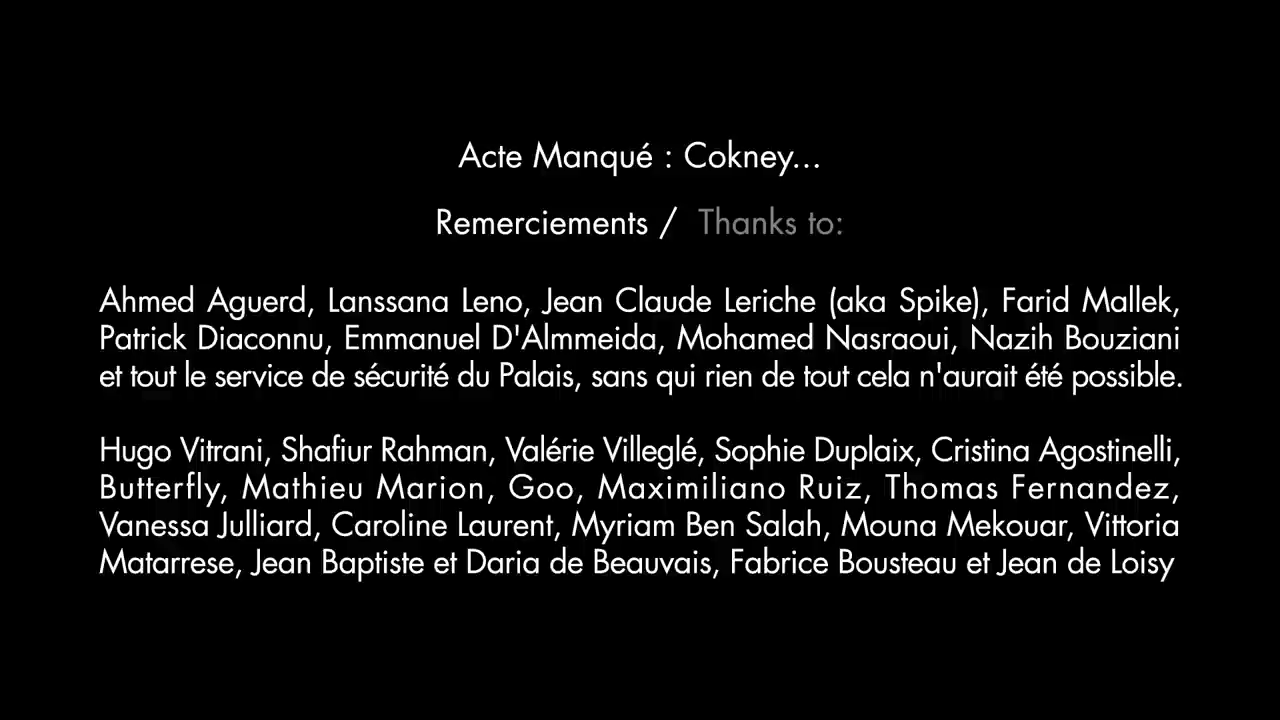 Acte Manqué : Cokney...
Remerciements / Thanks to:
Ahmed Aguerd, Lanssana Leno, Jean Claude Leriche (aka Spike), Farid Mallek,
Patrick Diaconnu, Emmanuel D'Almmeida, Mohamed Nasraoui, Nazih Bouziani
et tout le service de sécurité du Palais, sans qui rien de tout cela n'aurait été possible.
Hugo Vitrani, Shafiur Rahman, Valérie Villeglé, Sophie Duplaix, Cristina Agostinelli,
Butterfly, Mathieu Marion, Goo, Maximiliano Ruiz, Thomas Fernandez,
Vanessa Julliard, Caroline Laurent, Myriam Ben Salah, Mouna Mekouar, Vittoria
Matarrese, Jean Baptiste et Daria de Beauvais, Fabrice Bousteau et Jean de Loisy